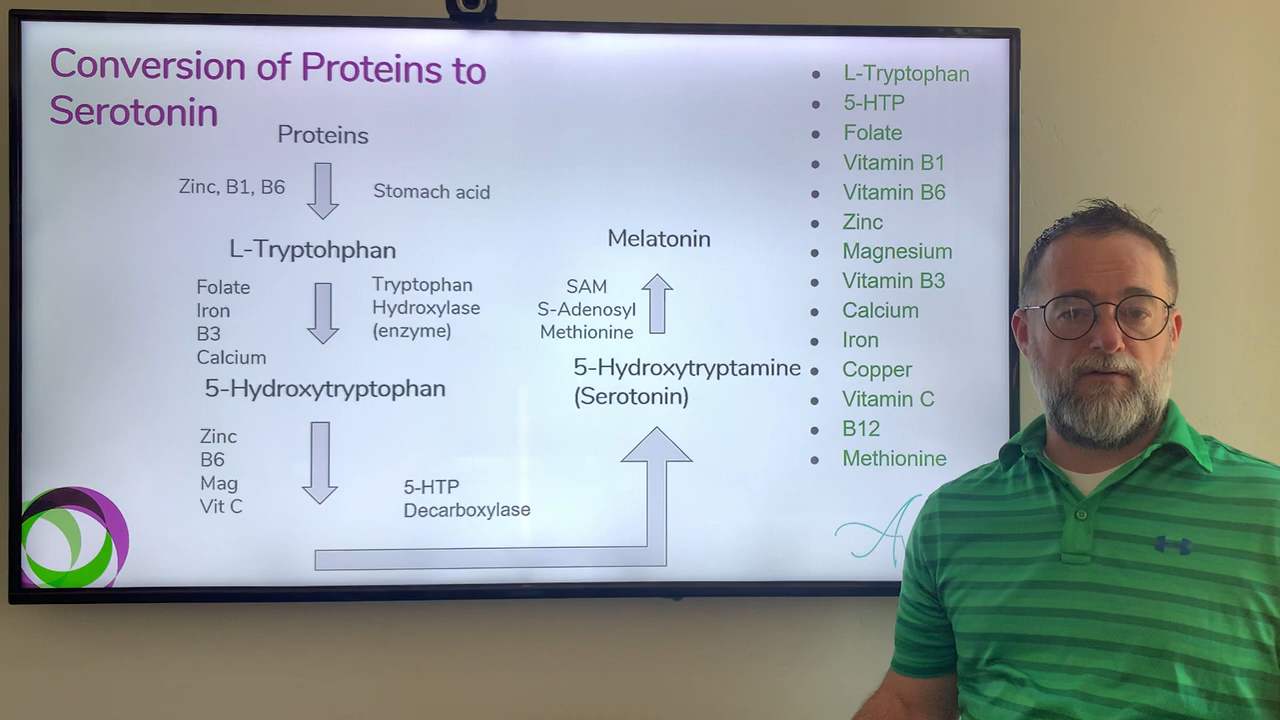 Conversion of Proteins to
Serotonin
Proteins
Zinc, B1, B6
Stomach acid
L-Tryptohphan
Folate
Iron
B3
Calcium
Tryptophan
Hydroxylase
(enzyme)
5-Hydroxytryptophan
Zinc
B6
Mag
Vit C
5-HTP
Decarboxylase
Melatonin
SAM
S-Adenosyl
Methionine
5-Hydroxytryptamine
(Serotonin)
L-Tryptophan
5-HTP
Folate
Vitamin B1
Vitamin B6
Zinc
Magnesium
Vitamin B3
Calcium
Iron
Copper
Vitamin C
B12
Methionine